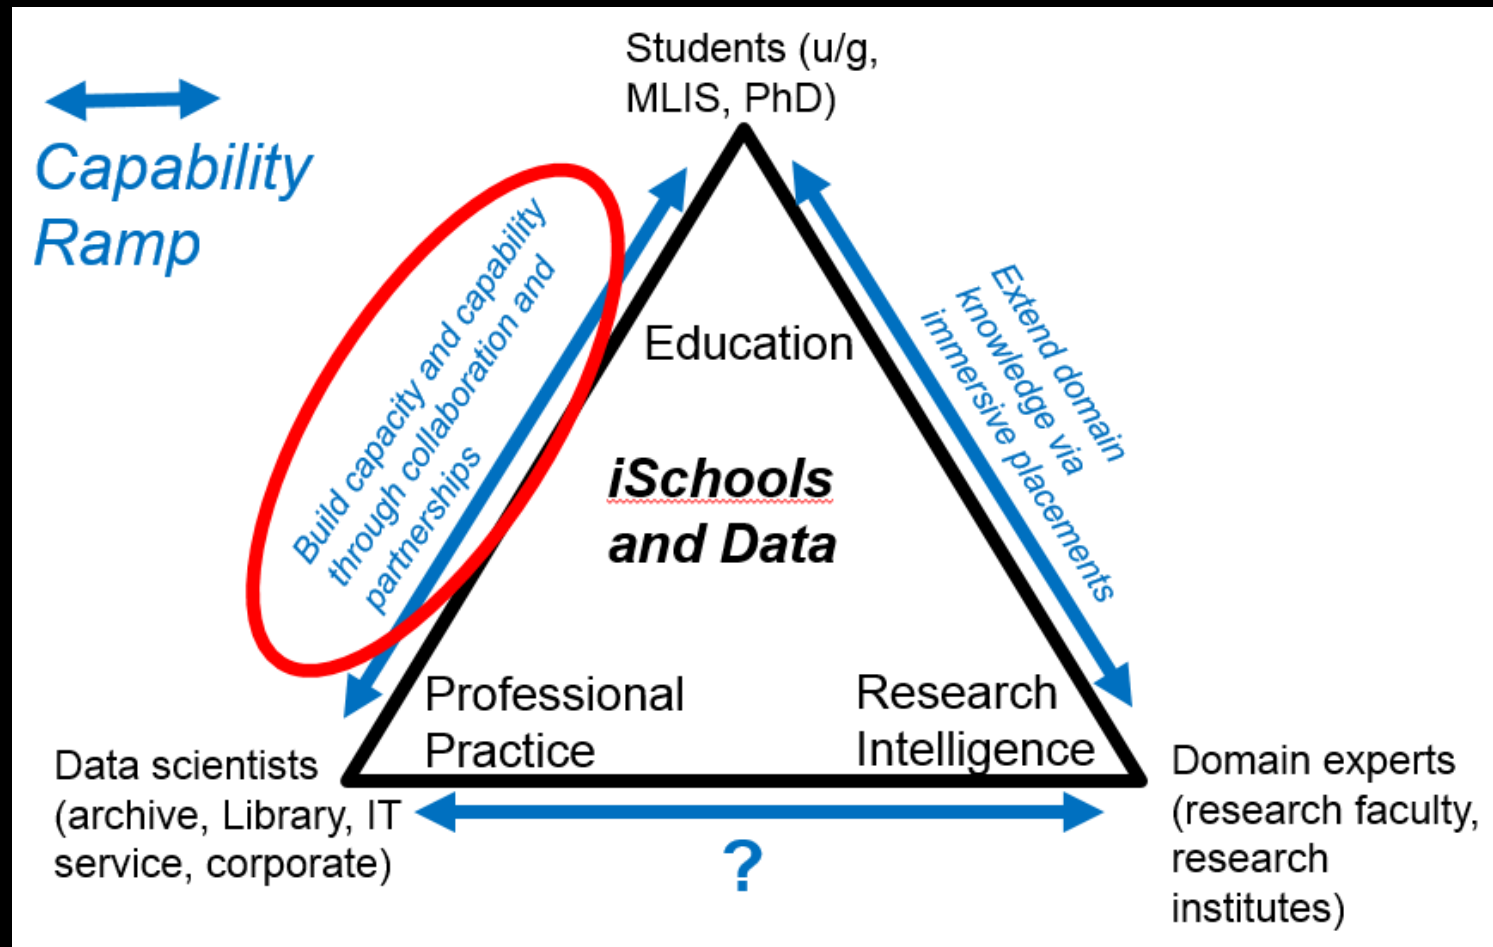 Students (u/g,
MLIS, PhD)
Capability
Ramp
Build capacity and capability
through collaboration and
partnerships
Extend domain
knowledge via
immersive placements
Education
iSchools
and Data
Professional
Practice
Research
Intelligence
Data scientists
(archive, Library, IT
service, corporate)
Domain experts
(research faculty,
research
institutes)
?